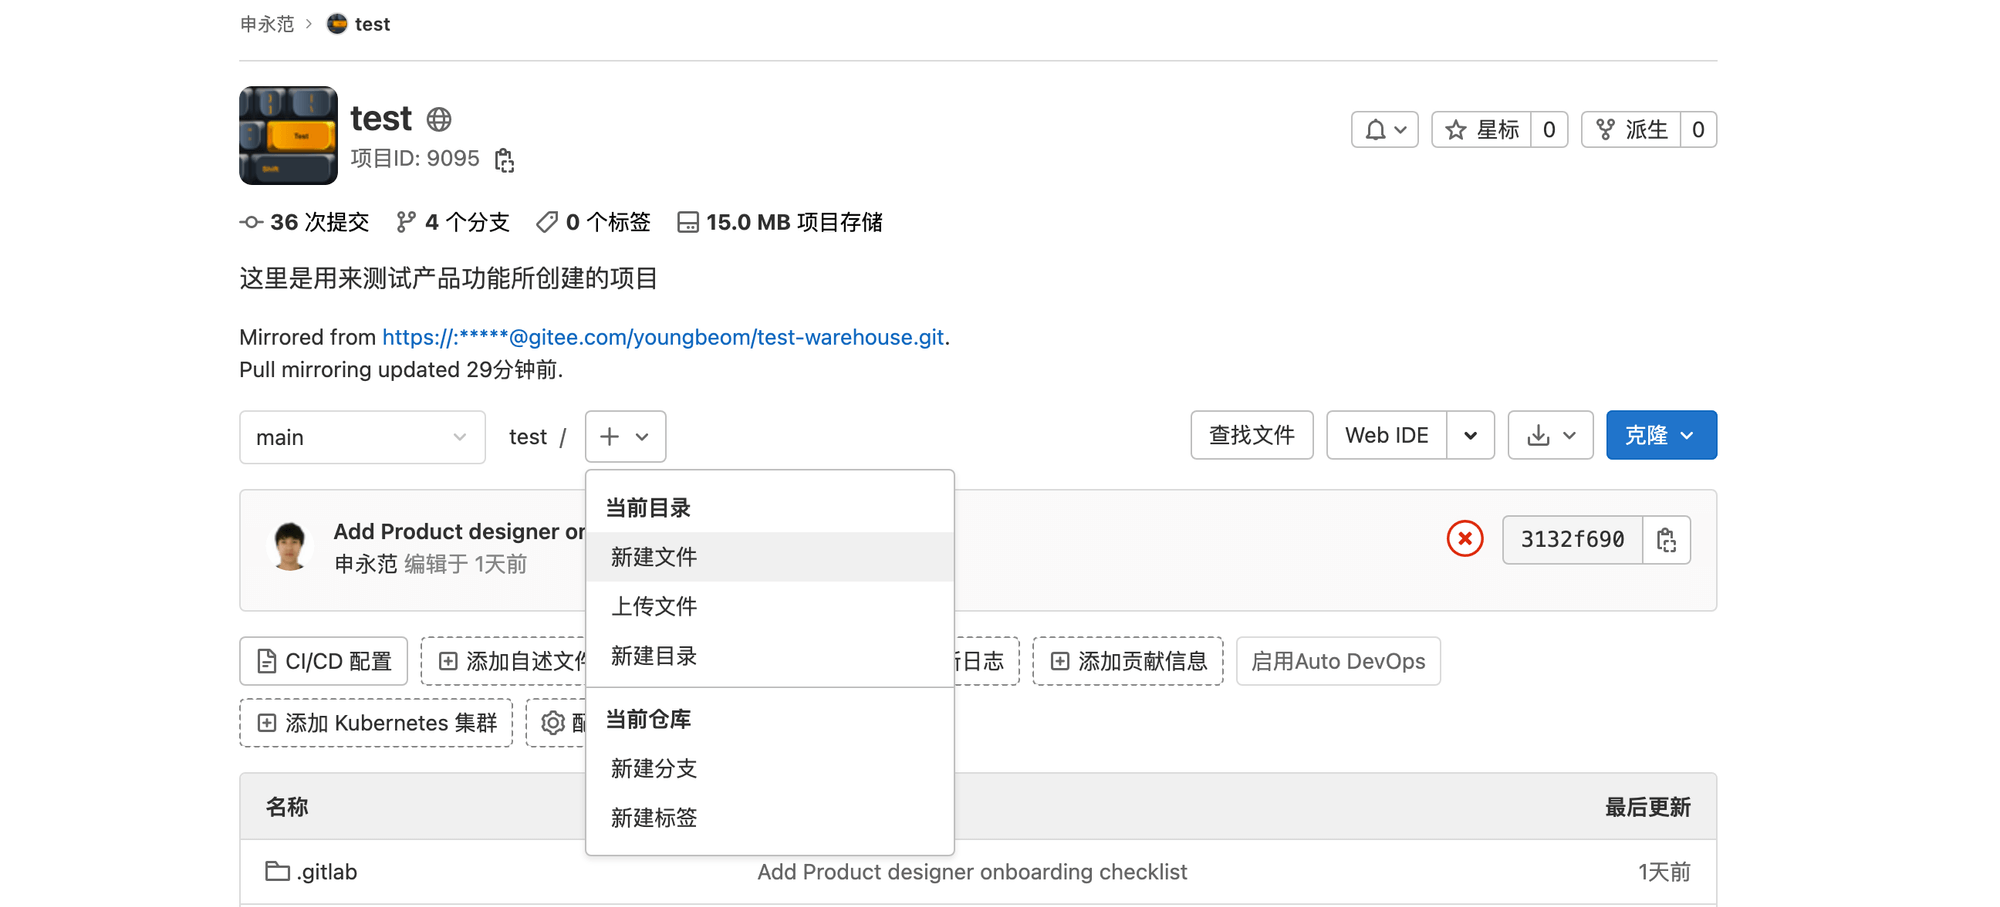 申永范 > test
test
项目ID: 9095
星标 0
派生 0
36 次提交 4 个分支 0 个标签 15.0 MB 项目存储
这里是用来测试产品功能所创建的项目
Mirrored from https://:*****@gitee.com/youngbeom/test-warehouse.git.
Pull mirroring updated 29分钟前.
main test / 查找文件 Web IDE 克隆
当前目录
新建文件
上传文件
新建目录
当前仓库
新建分支
新建标签
Add Product designer
申永范 编辑于 1天前
3132f690
CI/CD 配置 添加自述文 日志 添加贡献信息 启用Auto DevOps
添加 Kubernetes 集群
名称 最后更新
.gitlab Add Product designer onboarding checklist 1天前